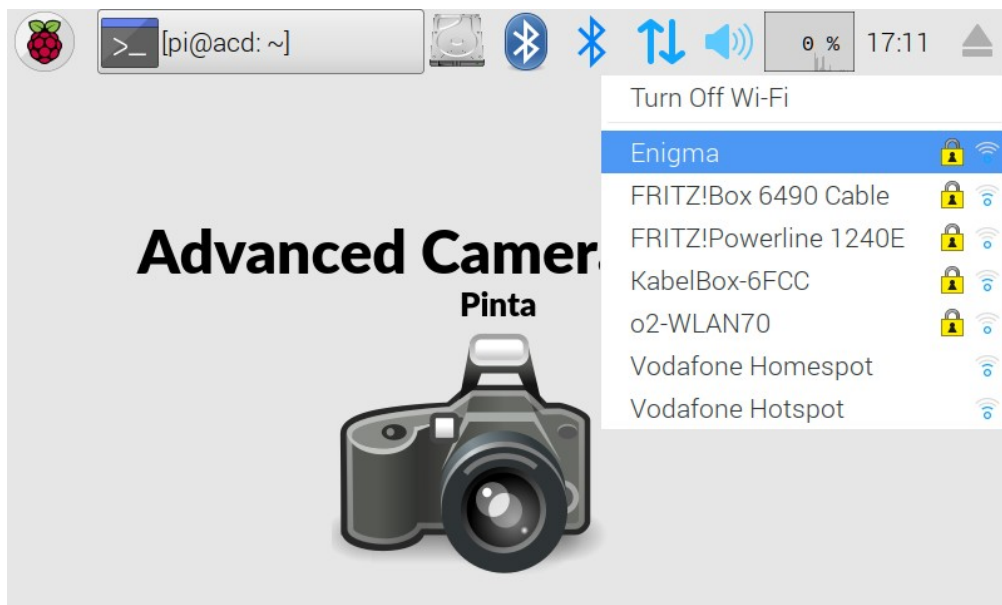 [pi@acd: ~]
0 %
17:11
Turn Off Wi-Fi
Enigma
FRITZ!Box 6490 Cable
FRITZ!Powerline 1240E
KabelBox-6FCC
o2-WLAN70
Vodafone Homespot
Vodafone Hotspot
Advanced
Pinta